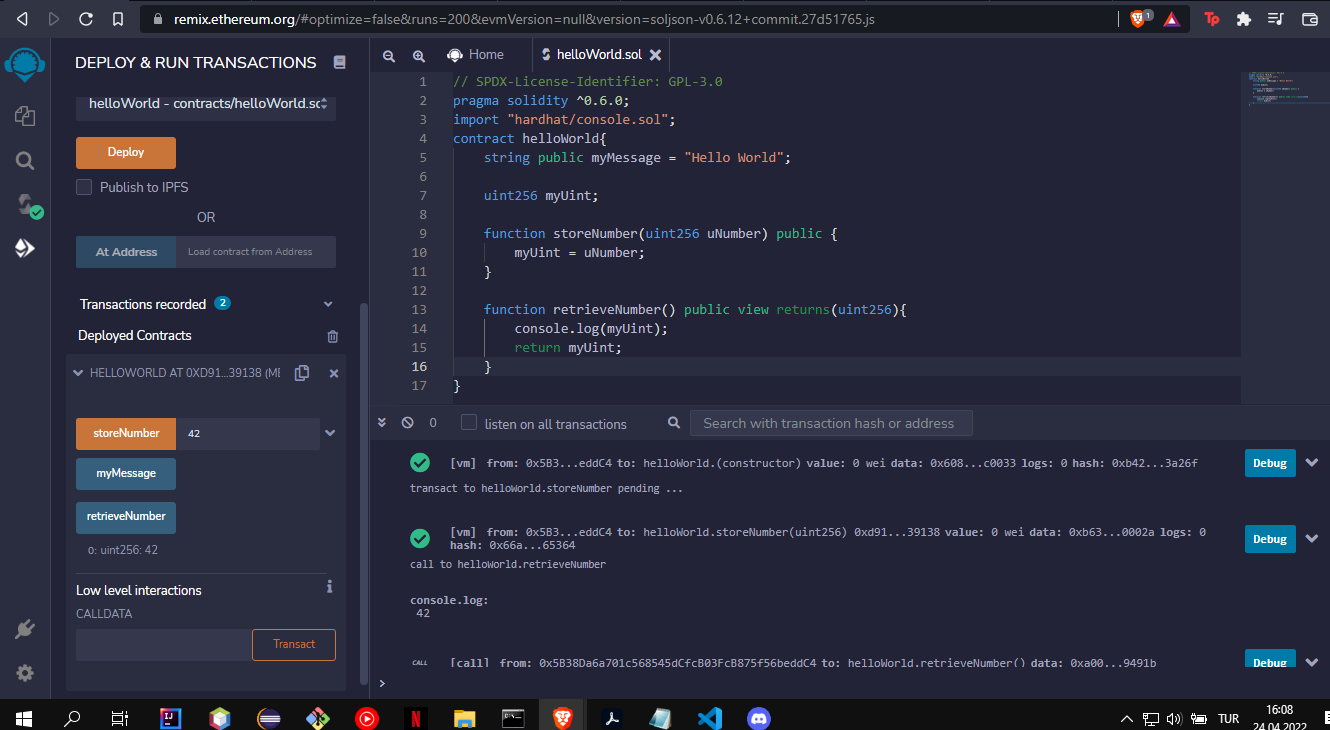 remix.ethereum.org/#optimize=false&runs=200&evmVersion=null&version=soljson-v0.6.12+commit.27d51765.js
1
Tp
DEPLOY & RUN TRANSACTIONS
helloWorld - contracts/helloWorld.sc
Deploy
Publish to IPFS
OR
At Address
Load contract from Address
Transactions recorded 2
Deployed Contracts
HELLOWORLD AT 0XD91...39138 (ME
storeNumber
42
myMessage
retrieveNumber
0: uint256: 42
Low level interactions
i
CALLDATA
Transact
Home
helloWorld.sol
1 // SPDX-License-Identifier: GPL-3.0
2 pragma solidity ^0.6.0;
3 import "hardhat/console.sol";
4 contract helloWorld{
5 string public myMessage = "Hello World";
6
7 uint256 myUint;
8
9 function storeNumber(uint256 uNumber) public {
10 myUint = uNumber;
11 }
12
13 function retrieveNumber() public view returns(uint256){
14 console.log(myUint);
15 return myUint;
16 }
17 }
0
listen on all transactions
Search with transaction hash or address
[vm] from: 0x5B3...eddC4 to: helloWorld.(constructor) value: 0 wei data: 0x608...c0033 logs: 0 hash: 0xb42...3a26f
Debug
transact to helloWorld.storeNumber pending ...
[vm] from: 0x5B3...eddC4 to: helloWorld.storeNumber(uint256) 0xd91...39138 value: 0 wei data: 0xb63...0002a logs: 0
hash: 0x66a...65364
Debug
call to helloWorld.retrieveNumber
console.log:
42
CALL
[call] from: 0x5B38Da6a701c568545dCfcB03FcB875f56beddC4 to: helloWorld.retrieveNumber() data: 0xa00...9491b
Debug
>
IJ
N
TUR
16:08
24.04.2022